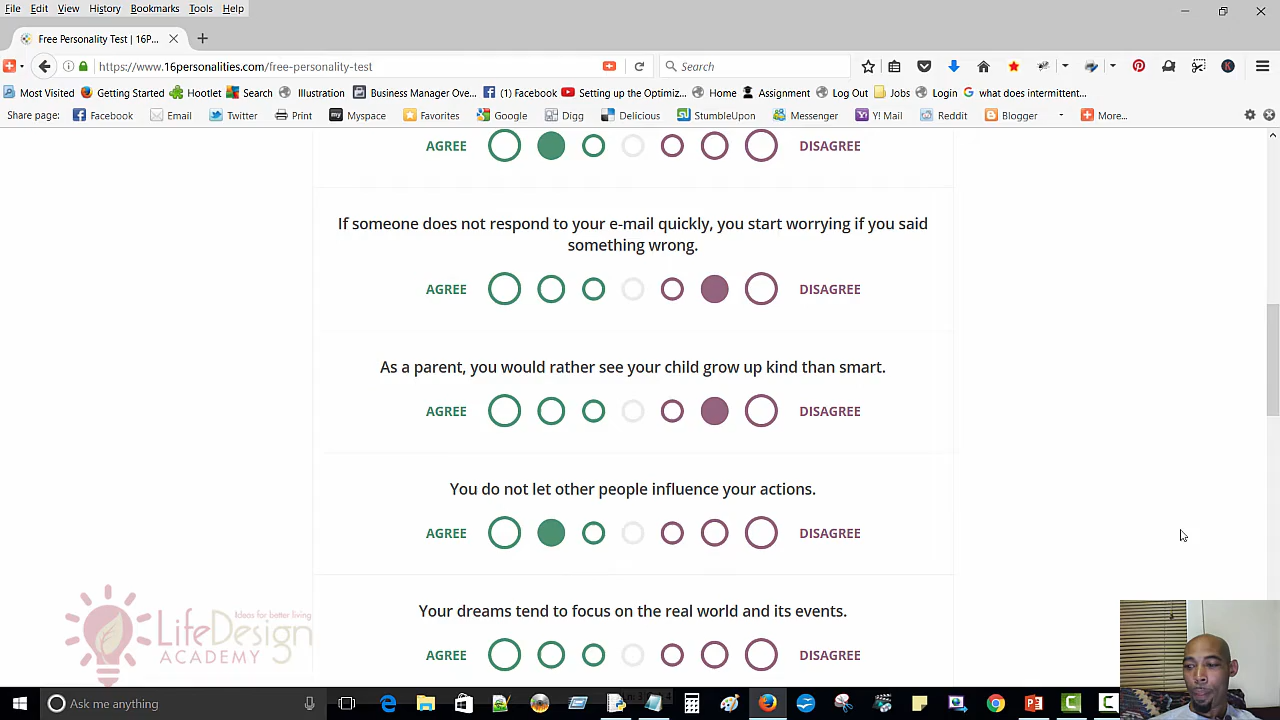 File Edit View History Bookmarks Tools Help
Free Personality Test | 16P...
https://www.16personalities.com/free-personality-test
Search
Most Visited Getting Started Hootlet Search Illustration Business Manager Ove... (1) Facebook Setting up the Optimiz... Home Assignment Log Out Jobs Login what does intermittent...
Share page: Facebook Email Twitter Print my Myspace Favorites Google Digg Delicious StumbleUpon Messenger Y! Mail Reddit Blogger More...
AGREE DISAGREE
If someone does not respond to your e-mail quickly, you start worrying if you said
something wrong.
AGREE DISAGREE
As a parent, you would rather see your child grow up kind than smart.
AGREE DISAGREE
You do not let other people influence your actions.
AGREE DISAGREE
Your dreams tend to focus on the real world and its events.
AGREE DISAGREE
Ideas for better living
LifeDesign
ACADEMY
Ask me anything